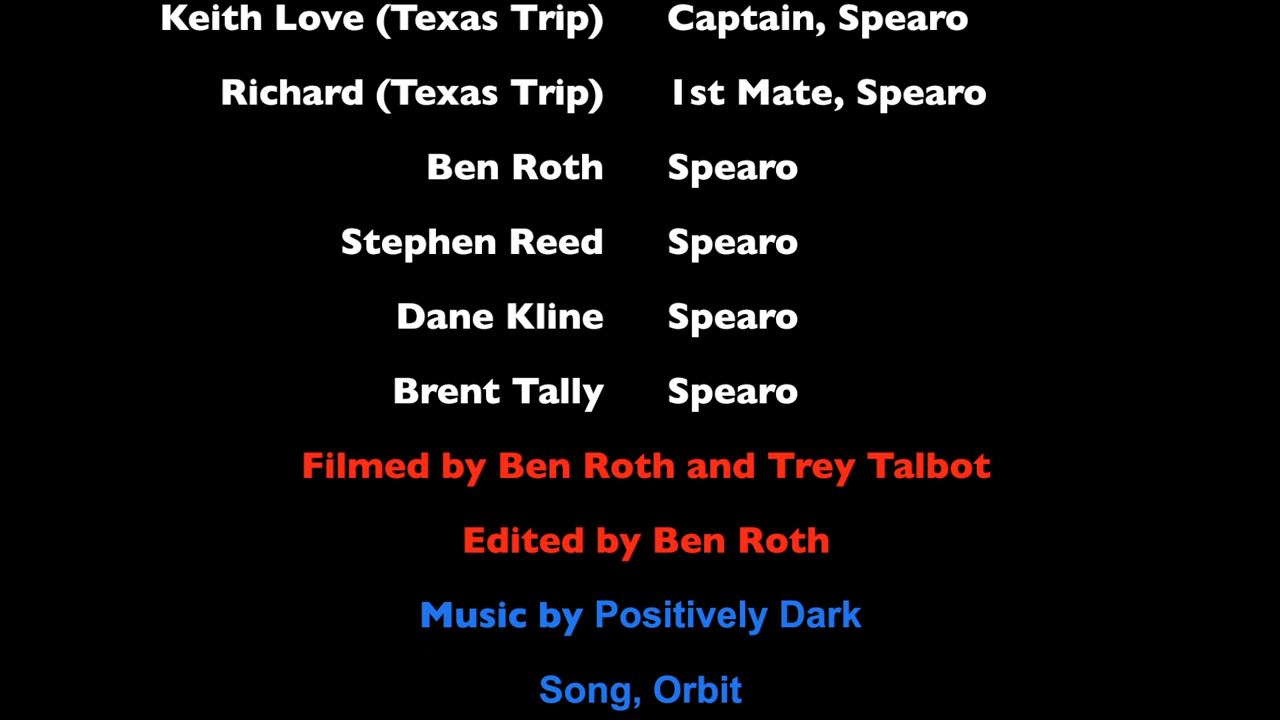 Keith Love (Texas Trip) Captain, Spearo
Richard (Texas Trip) 1st Mate, Spearo
Ben Roth Spearo
Stephen Reed Spearo
Dane Kline Spearo
Brent Tally Spearo
Filmed by Ben Roth and Trey Talbot
Edited by Ben Roth
Music by Positively Dark
Song, Orbit